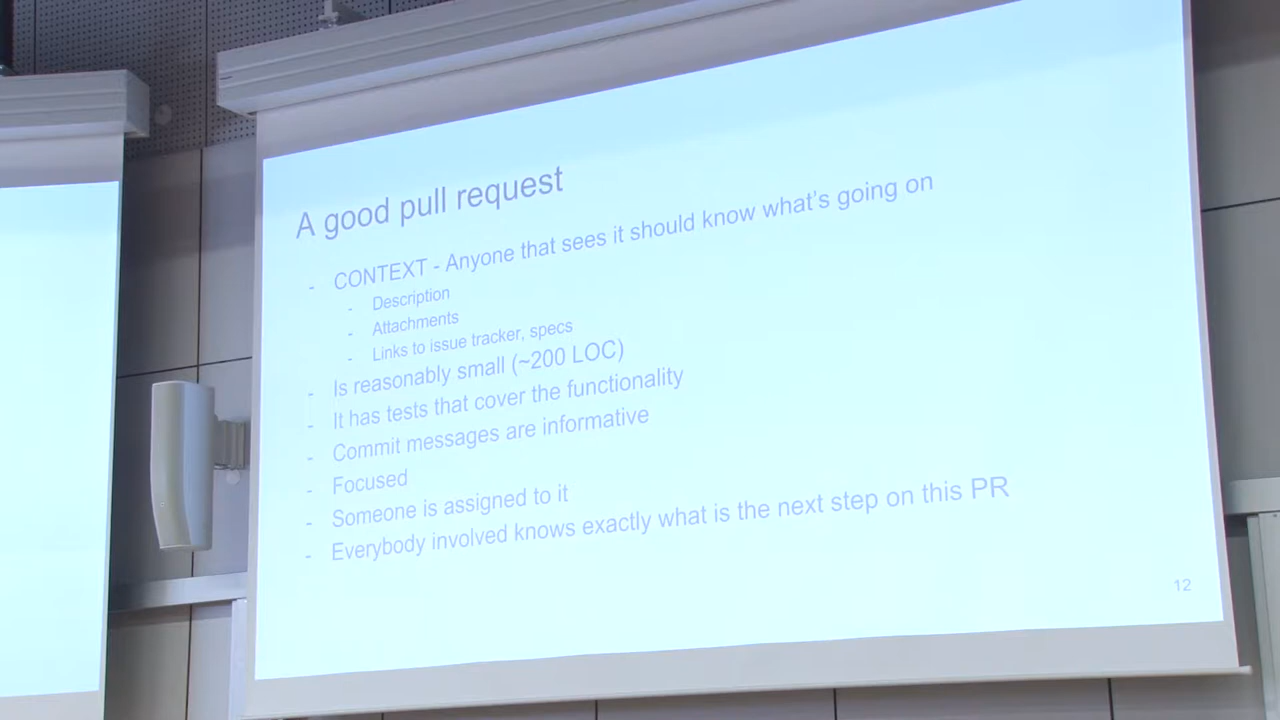 A good pull request
- CONTEXT - Anyone that sees it should know what's going on
- Description
- Attachments
- Links to issue tracker, specs
- Is reasonably small (~200 LOC)
- It has tests that cover the functionality
- Commit messages are informative
- Focused
- Someone is assigned to it
- Everybody involved knows exactly what is the next step on this PR
12